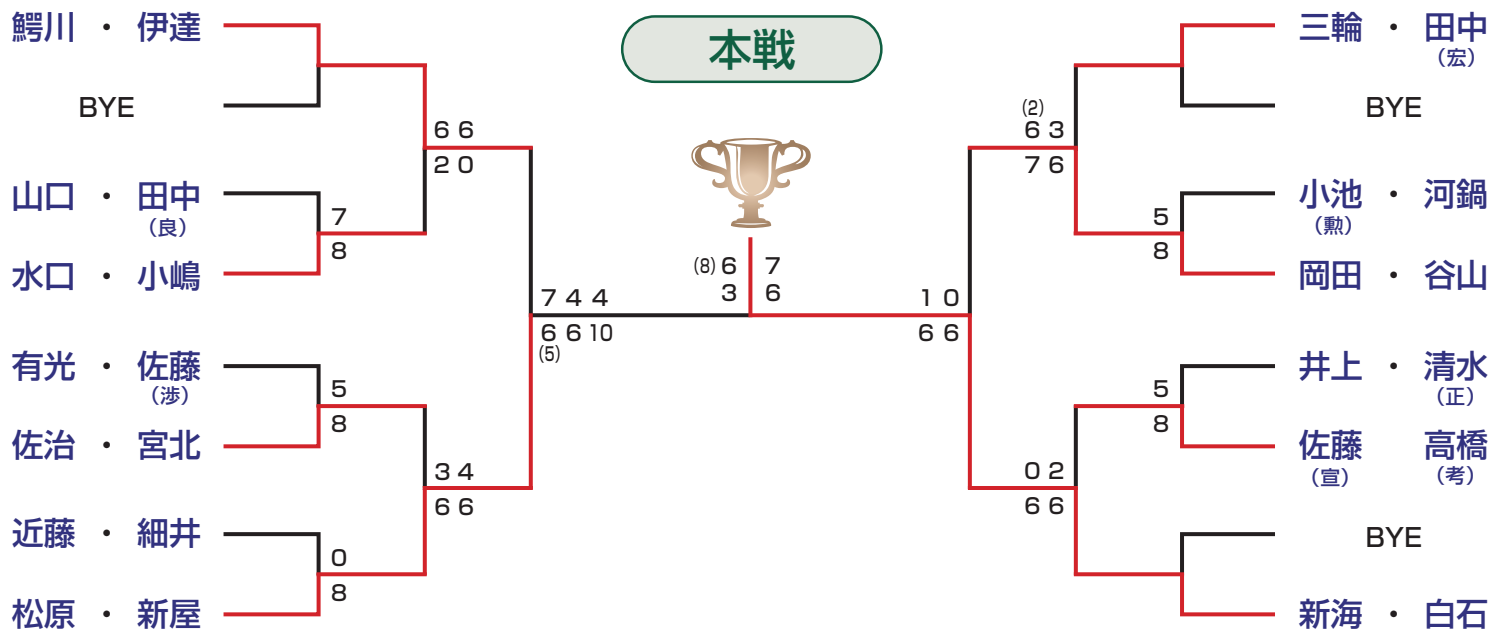 本戦
鰐川 ・ 伊達
BYE
6 6
2 0
山口 ・ 田中
(良)
7
8
水口 ・ 小嶋
7 4 4
6 6 10
(5)
有光 ・ 佐藤
(渉)
5
8
佐治 ・ 宮北
3 4
6 6
近藤 ・ 細井
0
8
松原 ・ 新屋
(8) 6 7
3 6
三輪 ・ 田中
(宏)
BYE
(2)
6 3
7 6
小池 ・ 河鍋
(勲)
5
8
岡田 ・ 谷山
1 0
6 6
井上 ・ 清水
(正)
5
8
佐藤 高橋
(宣) (考)
0 2
6 6
BYE
新海 ・ 白石